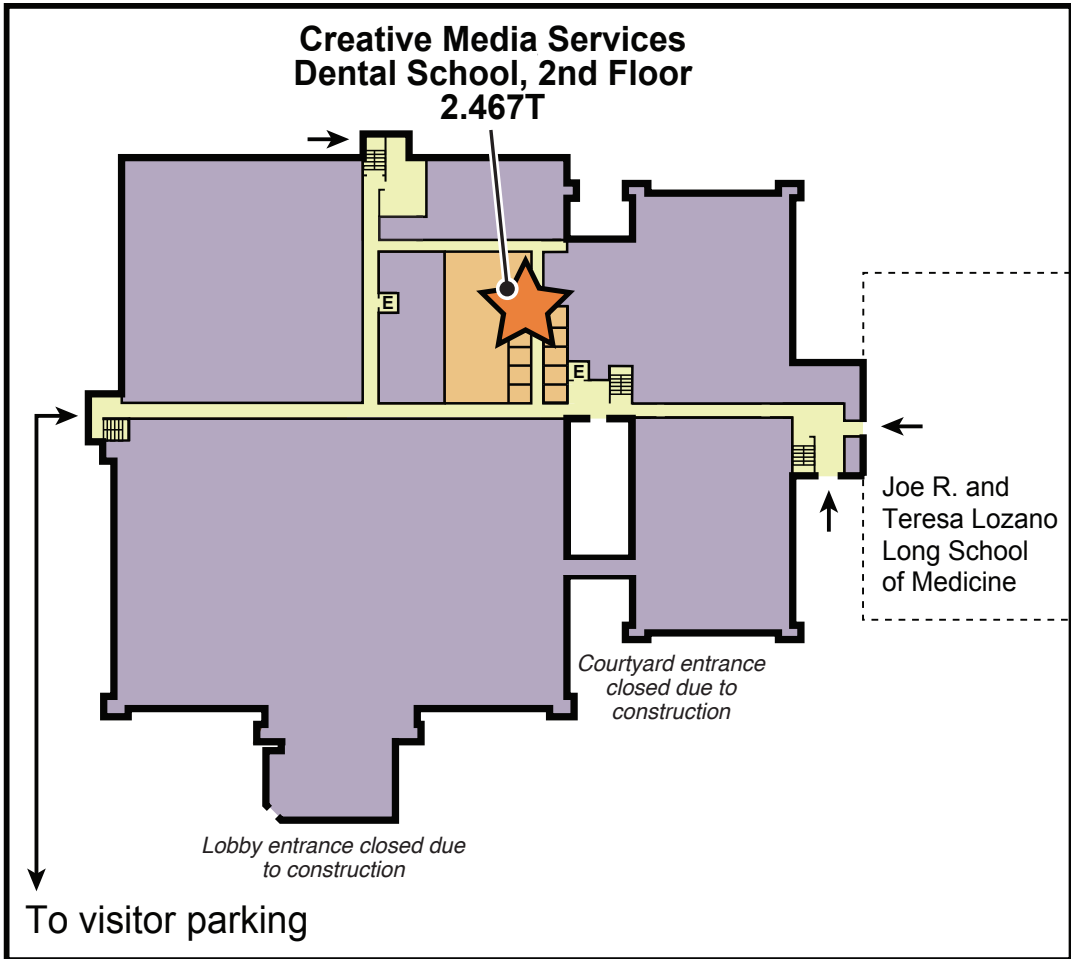 Creative Media Services
Dental School, 2nd Floor
2.467T
E
E
Joe R. and
Teresa Lozano
Long School
of Medicine
Courtyard entrance
closed due to
construction
Lobby entrance closed due
to construction
To visitor parking